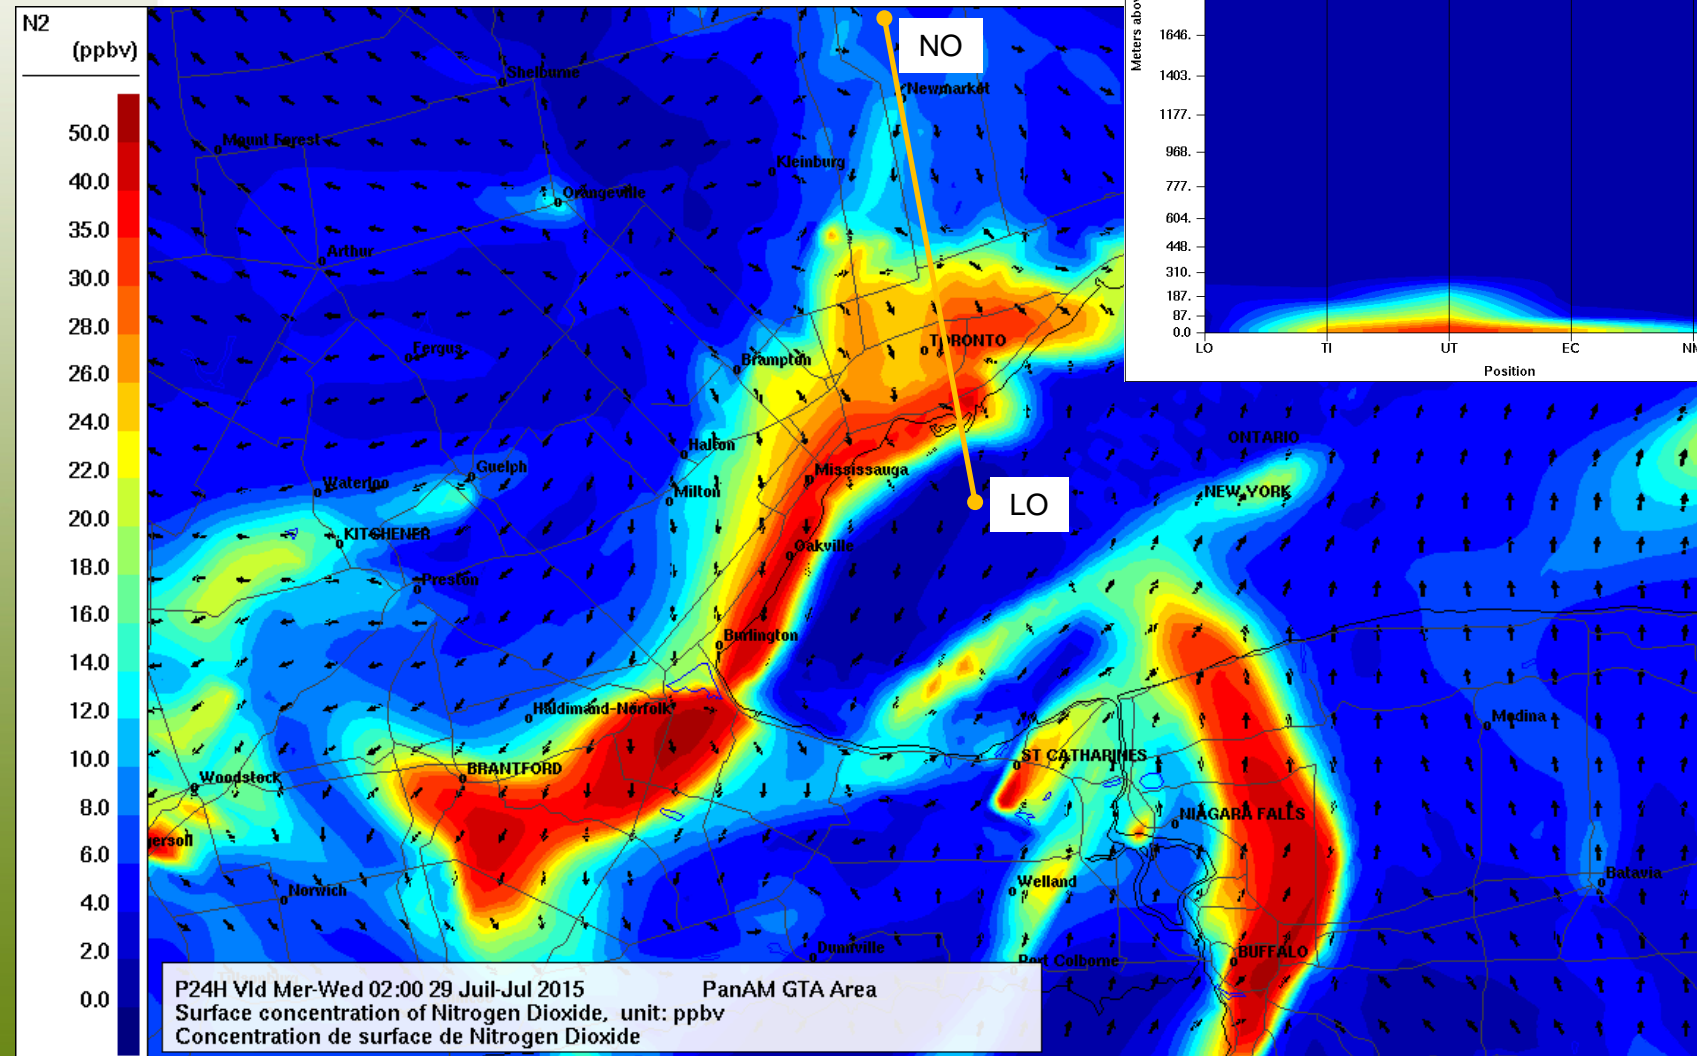 N2
(ppbv)
50.0
40.0
35.0
30.0
28.0
26.0
24.0
22.0
20.0
18.0
16.0
14.0
12.0
10.0
8.0
6.0
4.0
2.0
0.0
NO
Shelburne
Newmarket
Mount Forest
Kleinburg
Orangeville
Arthur
TORONTO
Fergus
Brampton
ONTARIO
Halton
Guelph
Mississauga
Waterloo
Milton
NEW YORK
LO
KITCHENER
Oakville
Preston
Burlington
Haldimand-Norfolk
Medina
ST CATHARINES
BRANTFORD
Woodstock
NIAGARA FALLS
gersoll
Welland
Batavia
Norwich
Dunnville
BUFFALO
Port Colborne
P24H Vld Mer-Wed 02:00 29 Juil-Jul 2015 PanAM GTA Area
Surface concentration of Nitrogen Dioxide, unit: ppbv
Concentration de surface de Nitrogen Dioxide
Meters abov
1646.
1403.
1177.
968.
777.
604.
448.
310.
187.
87.
0.0
LO TI UT EC NM
Position